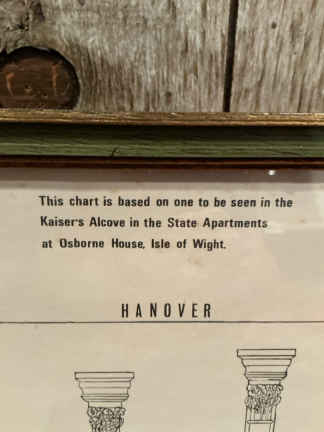 This chart is based on one to be seen in the
Kaiser's Alcove in the State Apartments
at Osborne House, Isle of Wight.
HANOVER